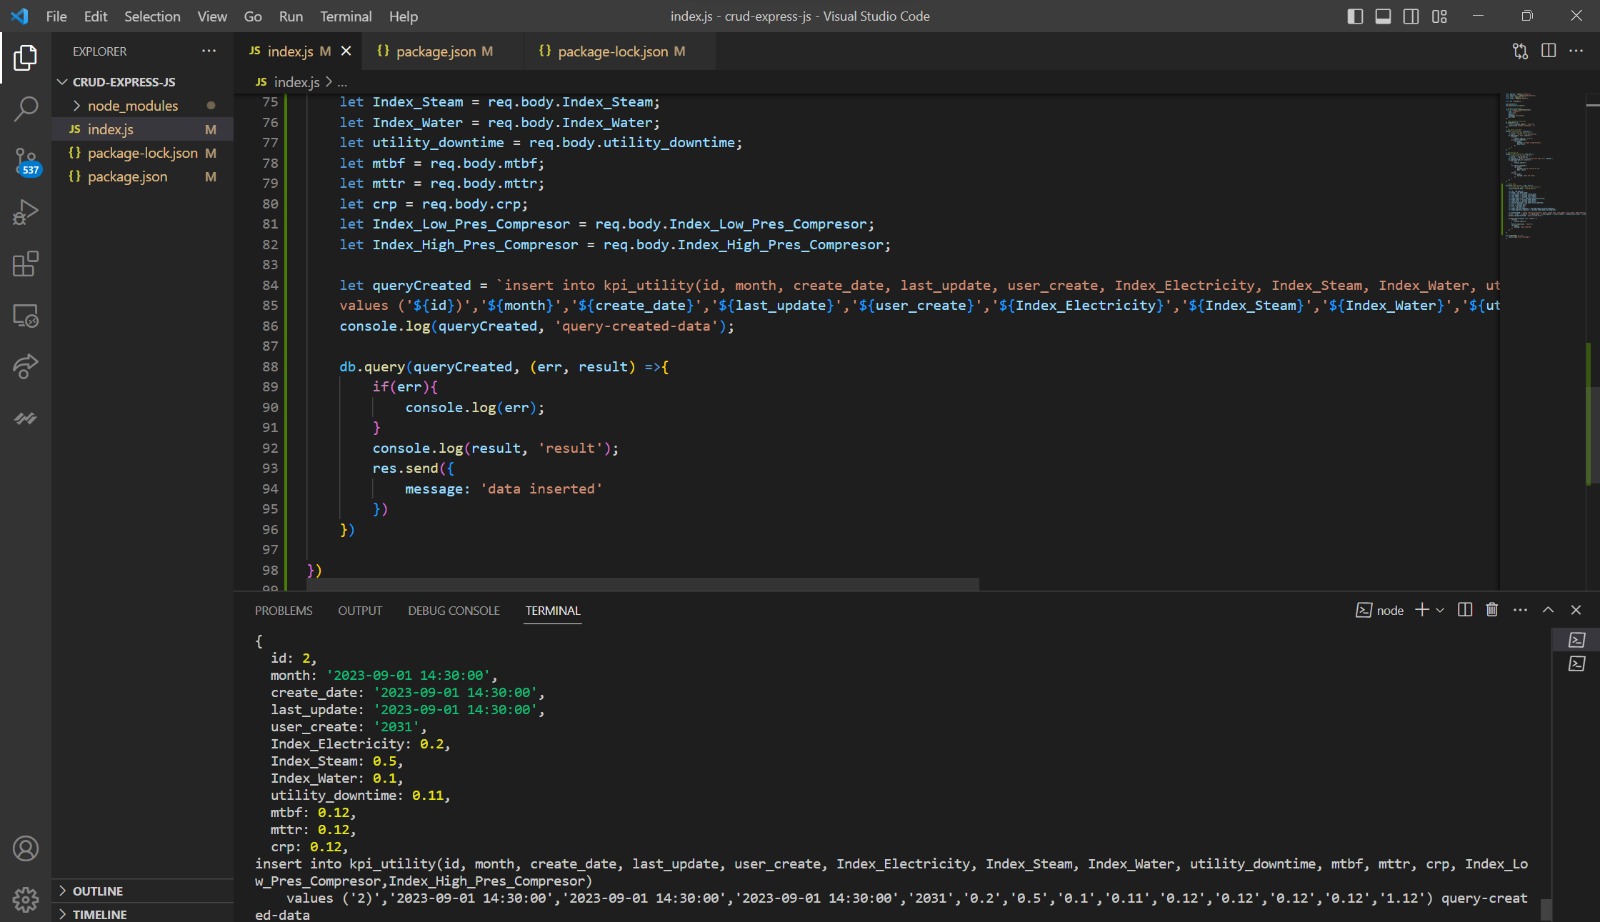 File Edit Selection View Go Run Terminal Help
index.js - crud-express-js - Visual Studio Code
EXPLORER
CRUD-EXPRESS-JS
node_modules
JS index.js M
{} package-lock.json M
{} package.json M
537
OUTLINE
TIMELINE
JS index.js M
{} package.json M
{} package-lock.json M
JS index.js > ...
75 let Index_Steam = req.body.Index_Steam;
76 let Index_Water = req.body.Index_Water;
77 let utility_downtime = req.body.utility_downtime;
78 let mtbf = req.body.mtbf;
79 let mttr = req.body.mttr;
80 let crp = req.body.crp;
81 let Index_Low_Pres_Compresor = req.body.Index_Low_Pres_Compresor;
82 let Index_High_Pres_Compresor = req.body.Index_High_Pres_Compresor;
83
84 let queryCreated = `insert into kpi_utility(id, month, create_date, last_update, user_create, Index_Electricity, Index_Steam, Index_Water, ut
85 values ('${id})','${month}','${create_date}','${last_update}','${user_create}','${Index_Electricity}','${Index_Steam}','${Index_Water}','${ut
86 console.log(queryCreated, 'query-created-data');
87
88 db.query(queryCreated, (err, result) =>{
89 if(err){
90 console.log(err);
91 }
92 console.log(result, 'result');
93 res.send({
94 message: 'data inserted'
95 })
96 })
97
98 })
99
PROBLEMS OUTPUT DEBUG CONSOLE TERMINAL
node
{
id: 2,
month: '2023-09-01 14:30:00',
create_date: '2023-09-01 14:30:00',
last_update: '2023-09-01 14:30:00',
user_create: '2031',
Index_Electricity: 0.2,
Index_Steam: 0.5,
Index_Water: 0.1,
utility_downtime: 0.11,
mtbf: 0.12,
mttr: 0.12,
crp: 0.12,
insert into kpi_utility(id, month, create_date, last_update, user_create, Index_Electricity, Index_Steam, Index_Water, utility_downtime, mtbf, mttr, crp, Index_Lo
w_Pres_Compresor,Index_High_Pres_Compresor)
values ('2)','2023-09-01 14:30:00','2023-09-01 14:30:00','2023-09-01 14:30:00','2031','0.2','0.5','0.1','0.11','0.12','0.12','0.12','0.12','1.12') query-creat
ed-data